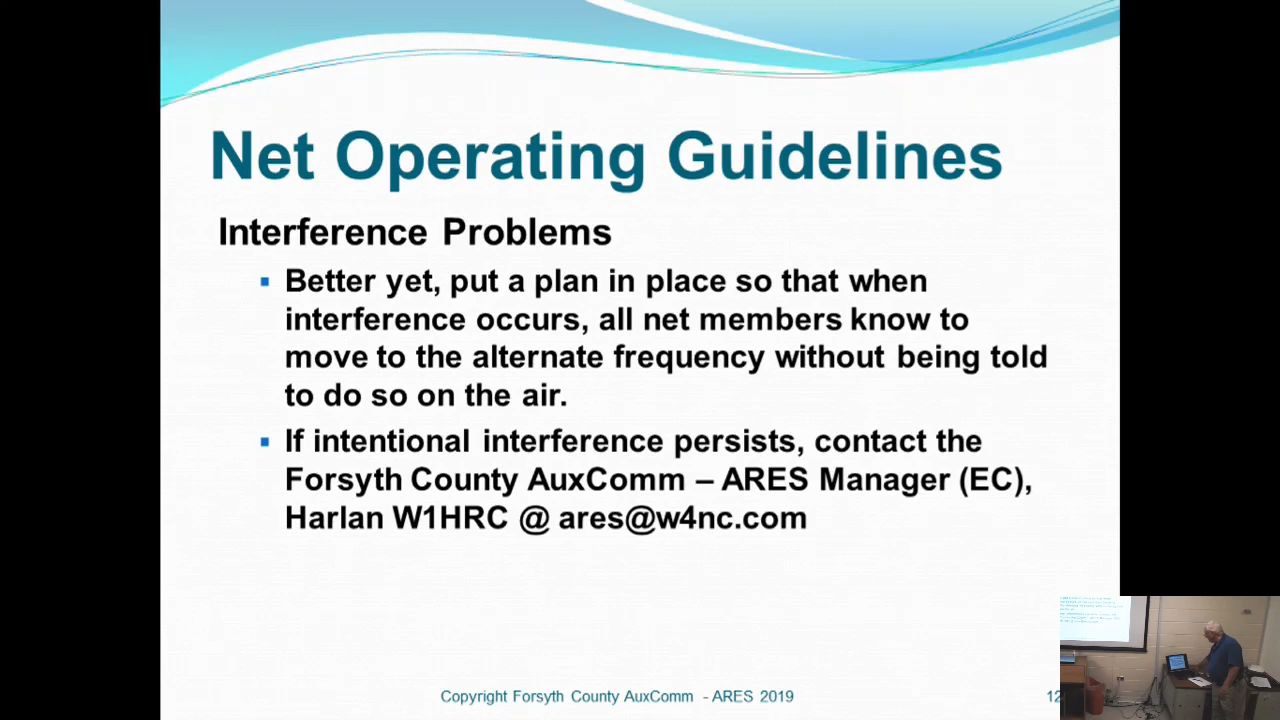 Net Operating Guidelines
Interference Problems
Better yet, put a plan in place so that when
interference occurs, all net members know to
move to the alternate frequency without being told
to do so on the air.
If intentional interference persists, contact the
Forsyth County AuxComm – ARES Manager (EC),
Harlan W1HRC @ ares@w4nc.com
Copyright Forsyth County AuxComm - ARES 2019
12